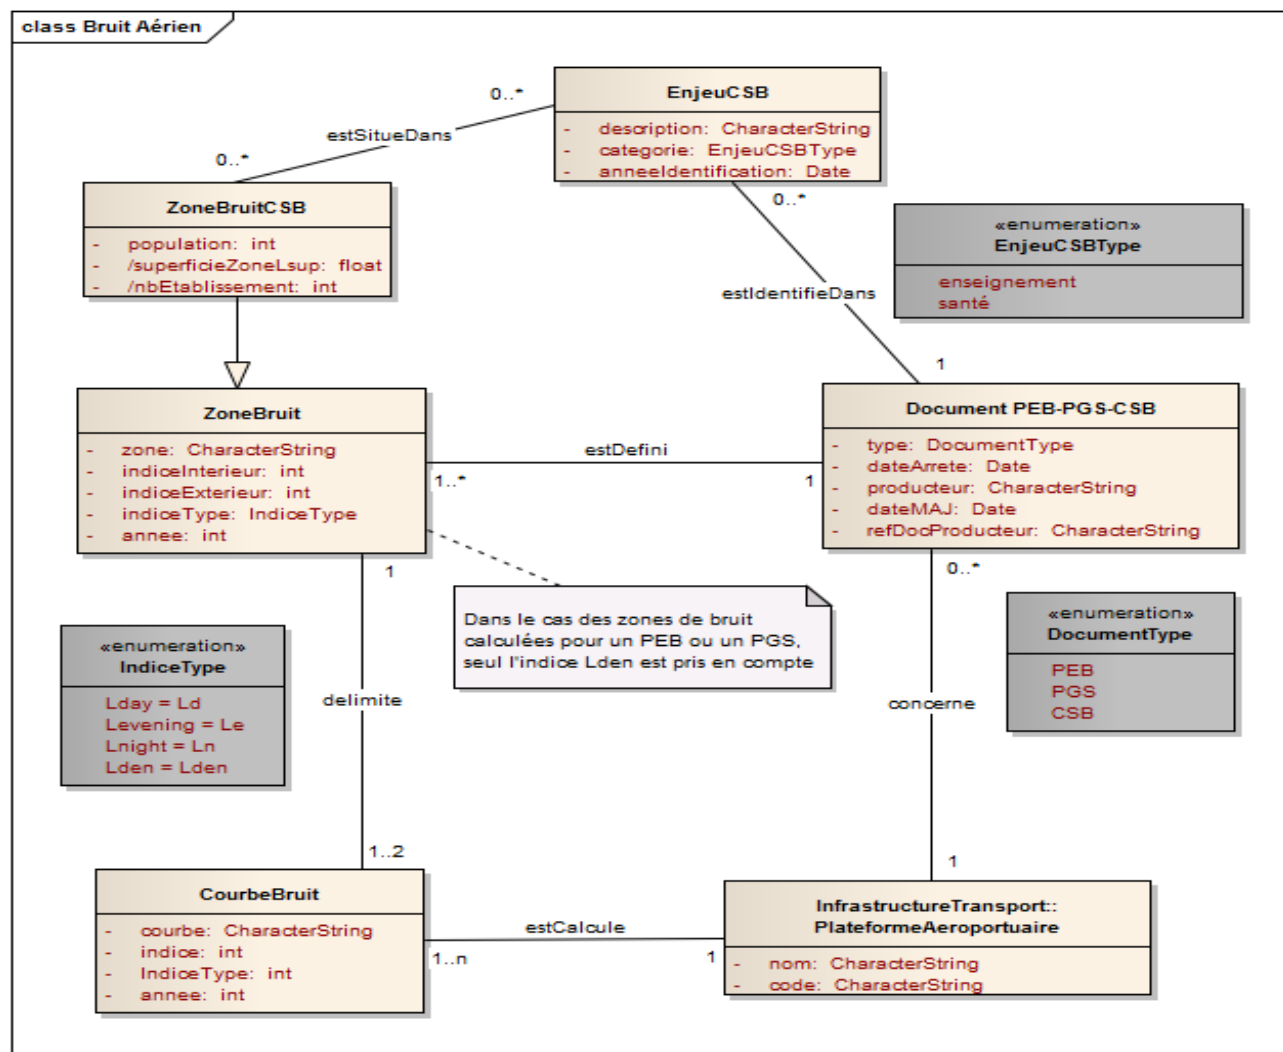 class Bruit Aérien
EnjeuCSB
- description: CharacterString
- categorie: EnjeuCSBType
- anneeIdentification: Date
0..*
estSitueDans
0..*
ZoneBruitCSB
- population: int
- /superficieZoneLsup: float
- /nbEtablissement: int
0..*
estIdentifieDans
1
«enumeration»
EnjeuCSBType
enseignement
santé
ZoneBruit
- zone: CharacterString
- indiceInterieur: int
- indiceExterieur: int
- indiceType: IndiceType
- annee: int
estDefini
1..*
1
Document PEB-PGS-CSB
- type: DocumentType
- dateArrete: Date
- producteur: CharacterString
- dateMAJ: Date
- refDocProducteur: CharacterString
1
0..*
Dans le cas des zones de bruit
calculées pour un PEB ou un PGS,
seul l'indice Lden est pris en compte
«enumeration»
DocumentType
PEB
PGS
CSB
«enumeration»
IndiceType
Lday = Ld
Levening = Le
Lnight = Ln
Lden = Lden
delimite
concerne
1..2
1
CourbeBruit
- courbe: CharacterString
- indice: int
- IndiceType: int
- annee: int
estCalcule
1..n
1
InfrastructureTransport::
PlateformeAeroportuaire
- nom: CharacterString
- code: CharacterString